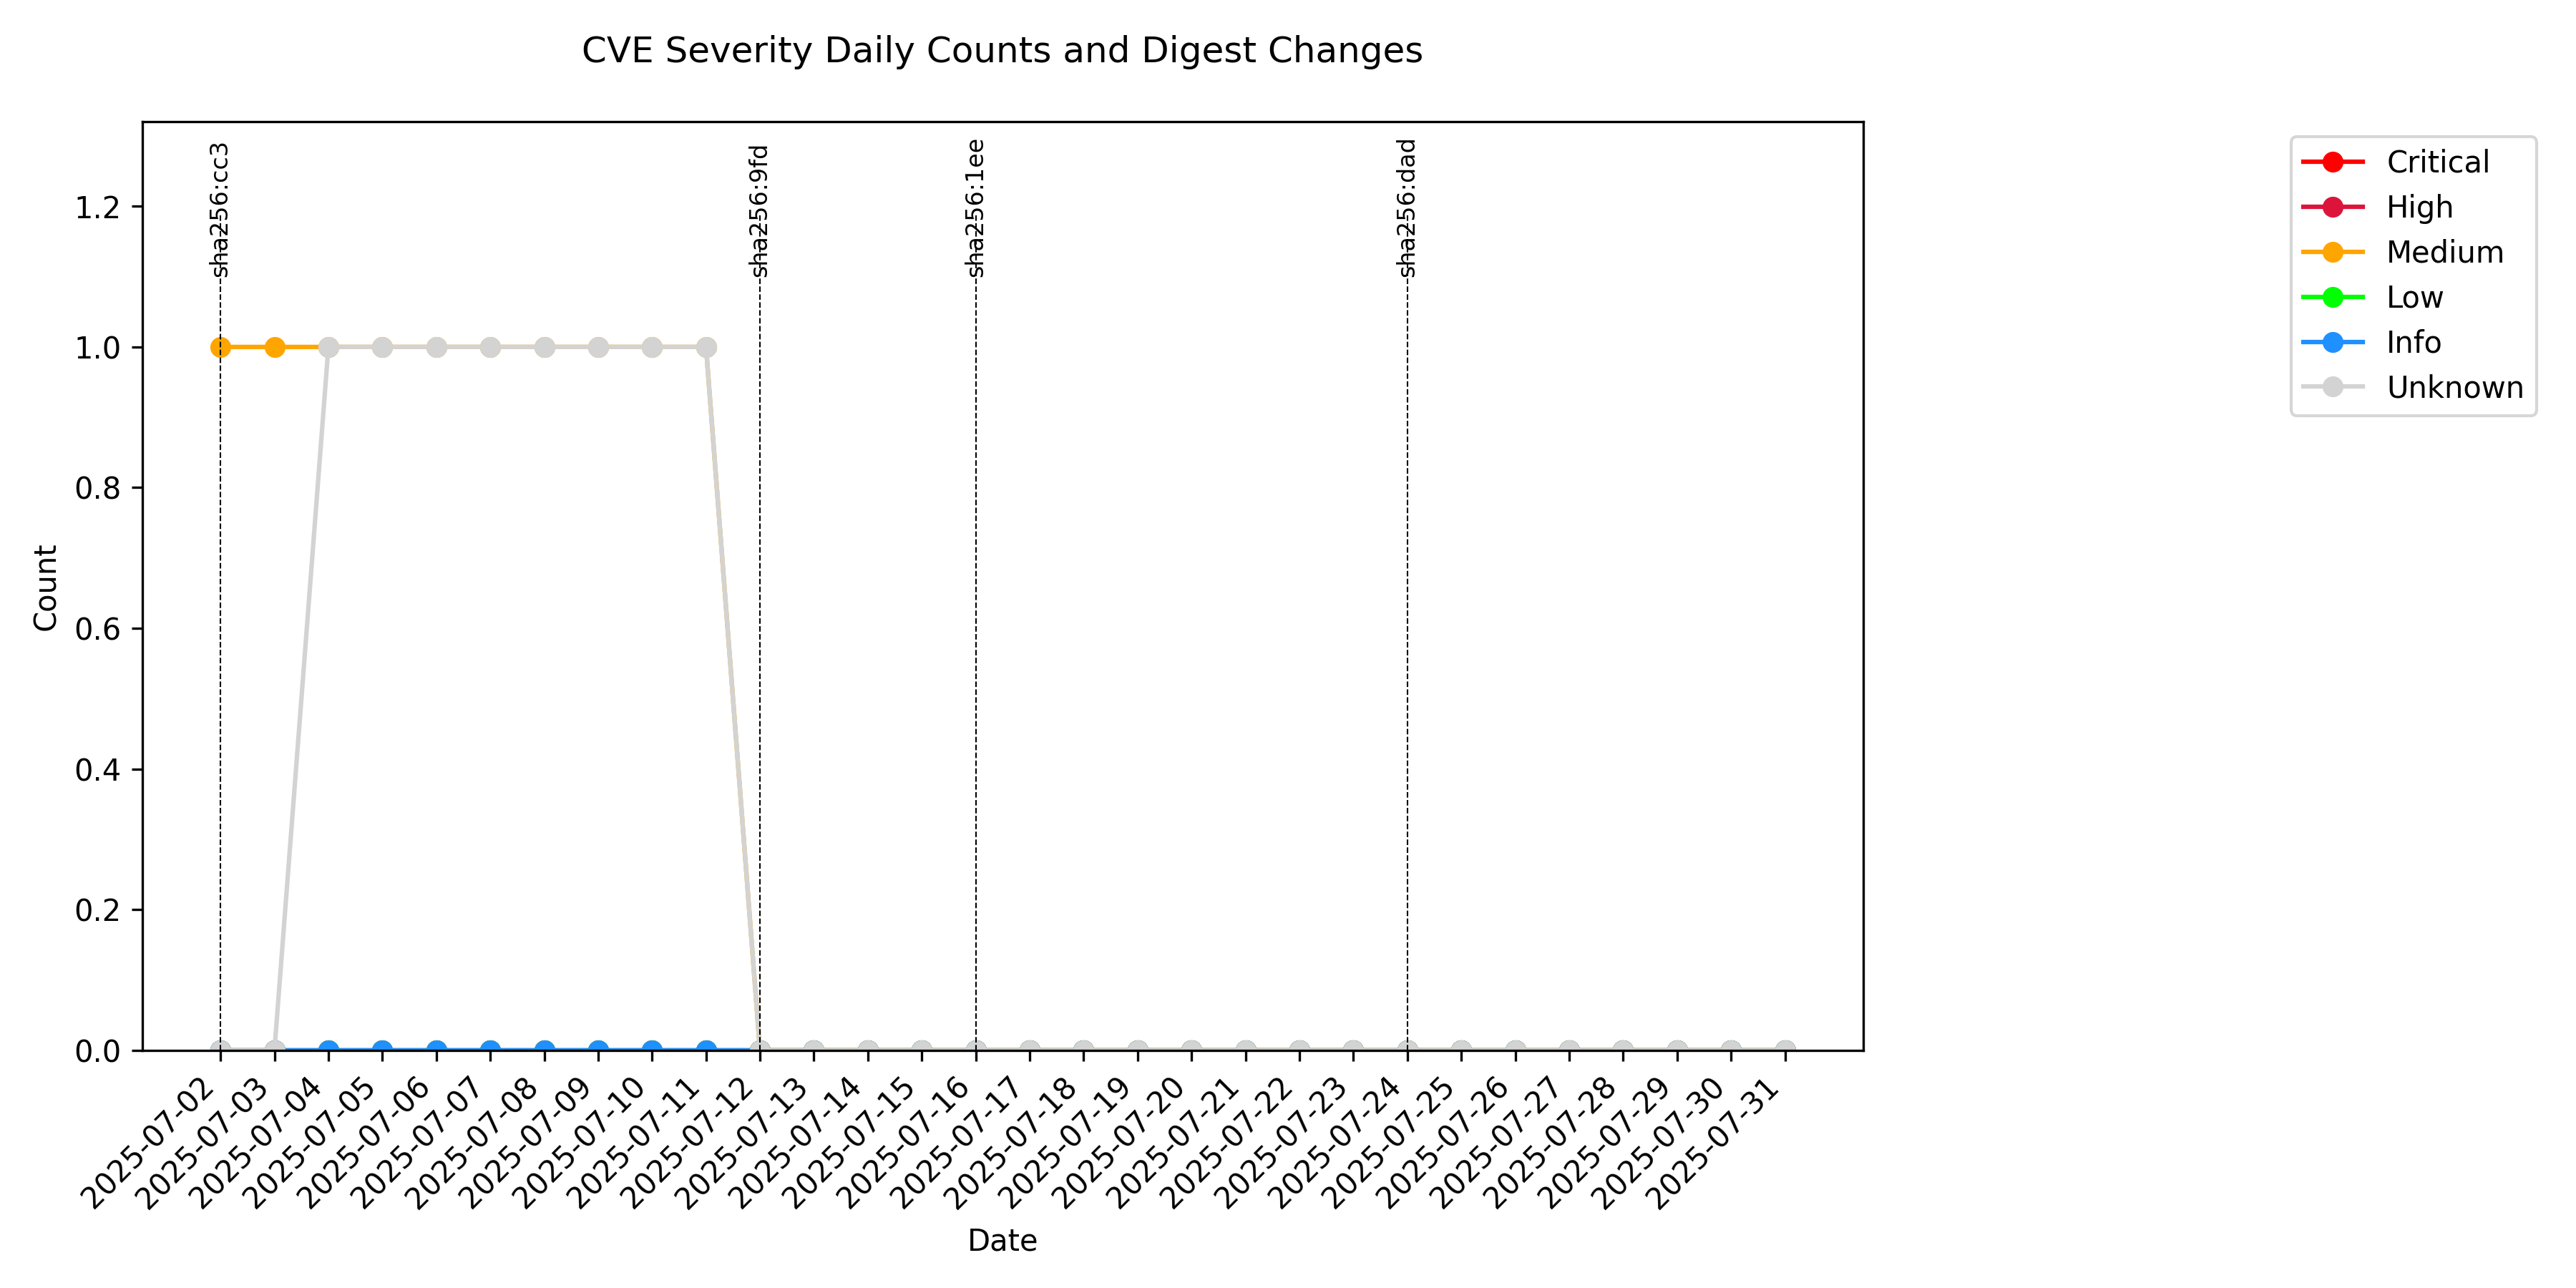 CVE Severity Daily Counts and Digest Changes
sha256:cc3
sha256:9fd
sha256:1ee
sha256:dad
Critical
High
Medium
Low
Info
Unknown
1.2
1.0
0.8
0.6
0.4
0.2
0.0
Count
2025-07-02
2025-07-03
2025-07-04
2025-07-05
2025-07-06
2025-07-07
2025-07-08
2025-07-09
2025-07-10
2025-07-11
2025-07-12
2025-07-13
2025-07-14
2025-07-15
2025-07-16
2025-07-17
2025-07-18
2025-07-19
2025-07-20
2025-07-21
2025-07-22
2025-07-23
2025-07-24
2025-07-25
2025-07-26
2025-07-27
2025-07-28
2025-07-29
2025-07-30
2025-07-31
Date